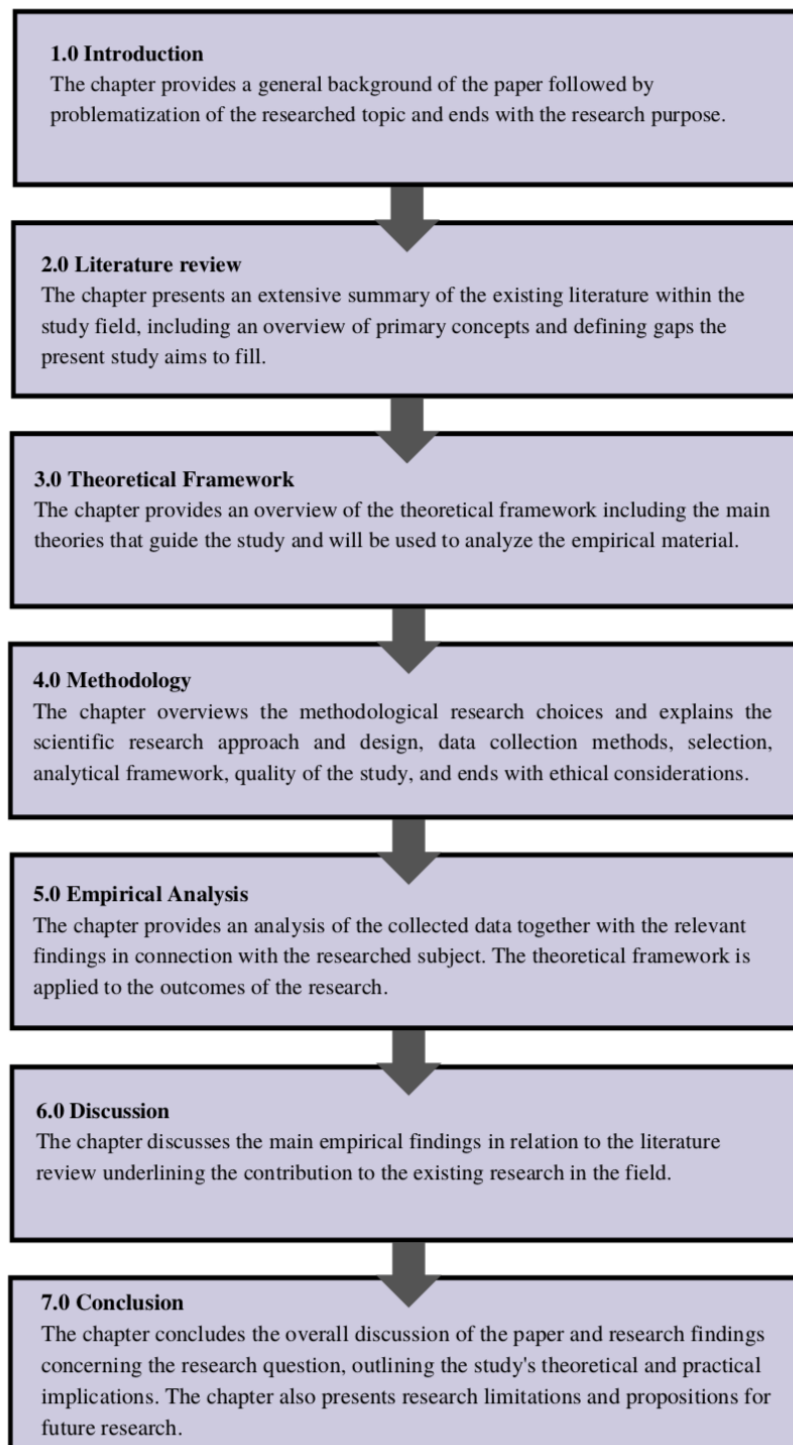 1.0 Introduction
The chapter provides a general background of the paper followed by
problematization of the researched topic and ends with the research purpose.
2.0 Literature review
The chapter presents an extensive summary of the existing literature within the
study field, including an overview of primary concepts and defining gaps the
present study aims to fill.
3.0 Theoretical Framework
The chapter provides an overview of the theoretical framework including the main
theories that guide the study and will be used to analyze the empirical material.
4.0 Methodology
The chapter overviews the methodological research choices and explains the
scientific research approach and design, data collection methods, selection,
analytical framework, quality of the study, and ends with ethical considerations.
5.0 Empirical Analysis
The chapter provides an analysis of the collected data together with the relevant
findings in connection with the researched subject. The theoretical framework is
applied to the outcomes of the research.
6.0 Discussion
The chapter discusses the main empirical findings in relation to the literature
review underlining the contribution to the existing research in the field.
7.0 Conclusion
The chapter concludes the overall discussion of the paper and research findings
concerning the research question, outlining the study's theoretical and practical
implications. The chapter also presents research limitations and propositions for
future research.